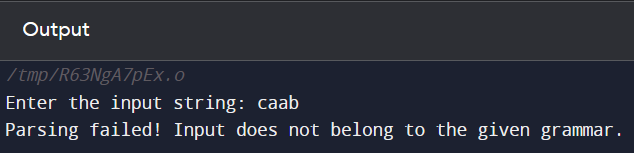 Output
/tmp/R63NgA7pEx.o
Enter the input string: caab
Parsing failed! Input does not belong to the given grammar.